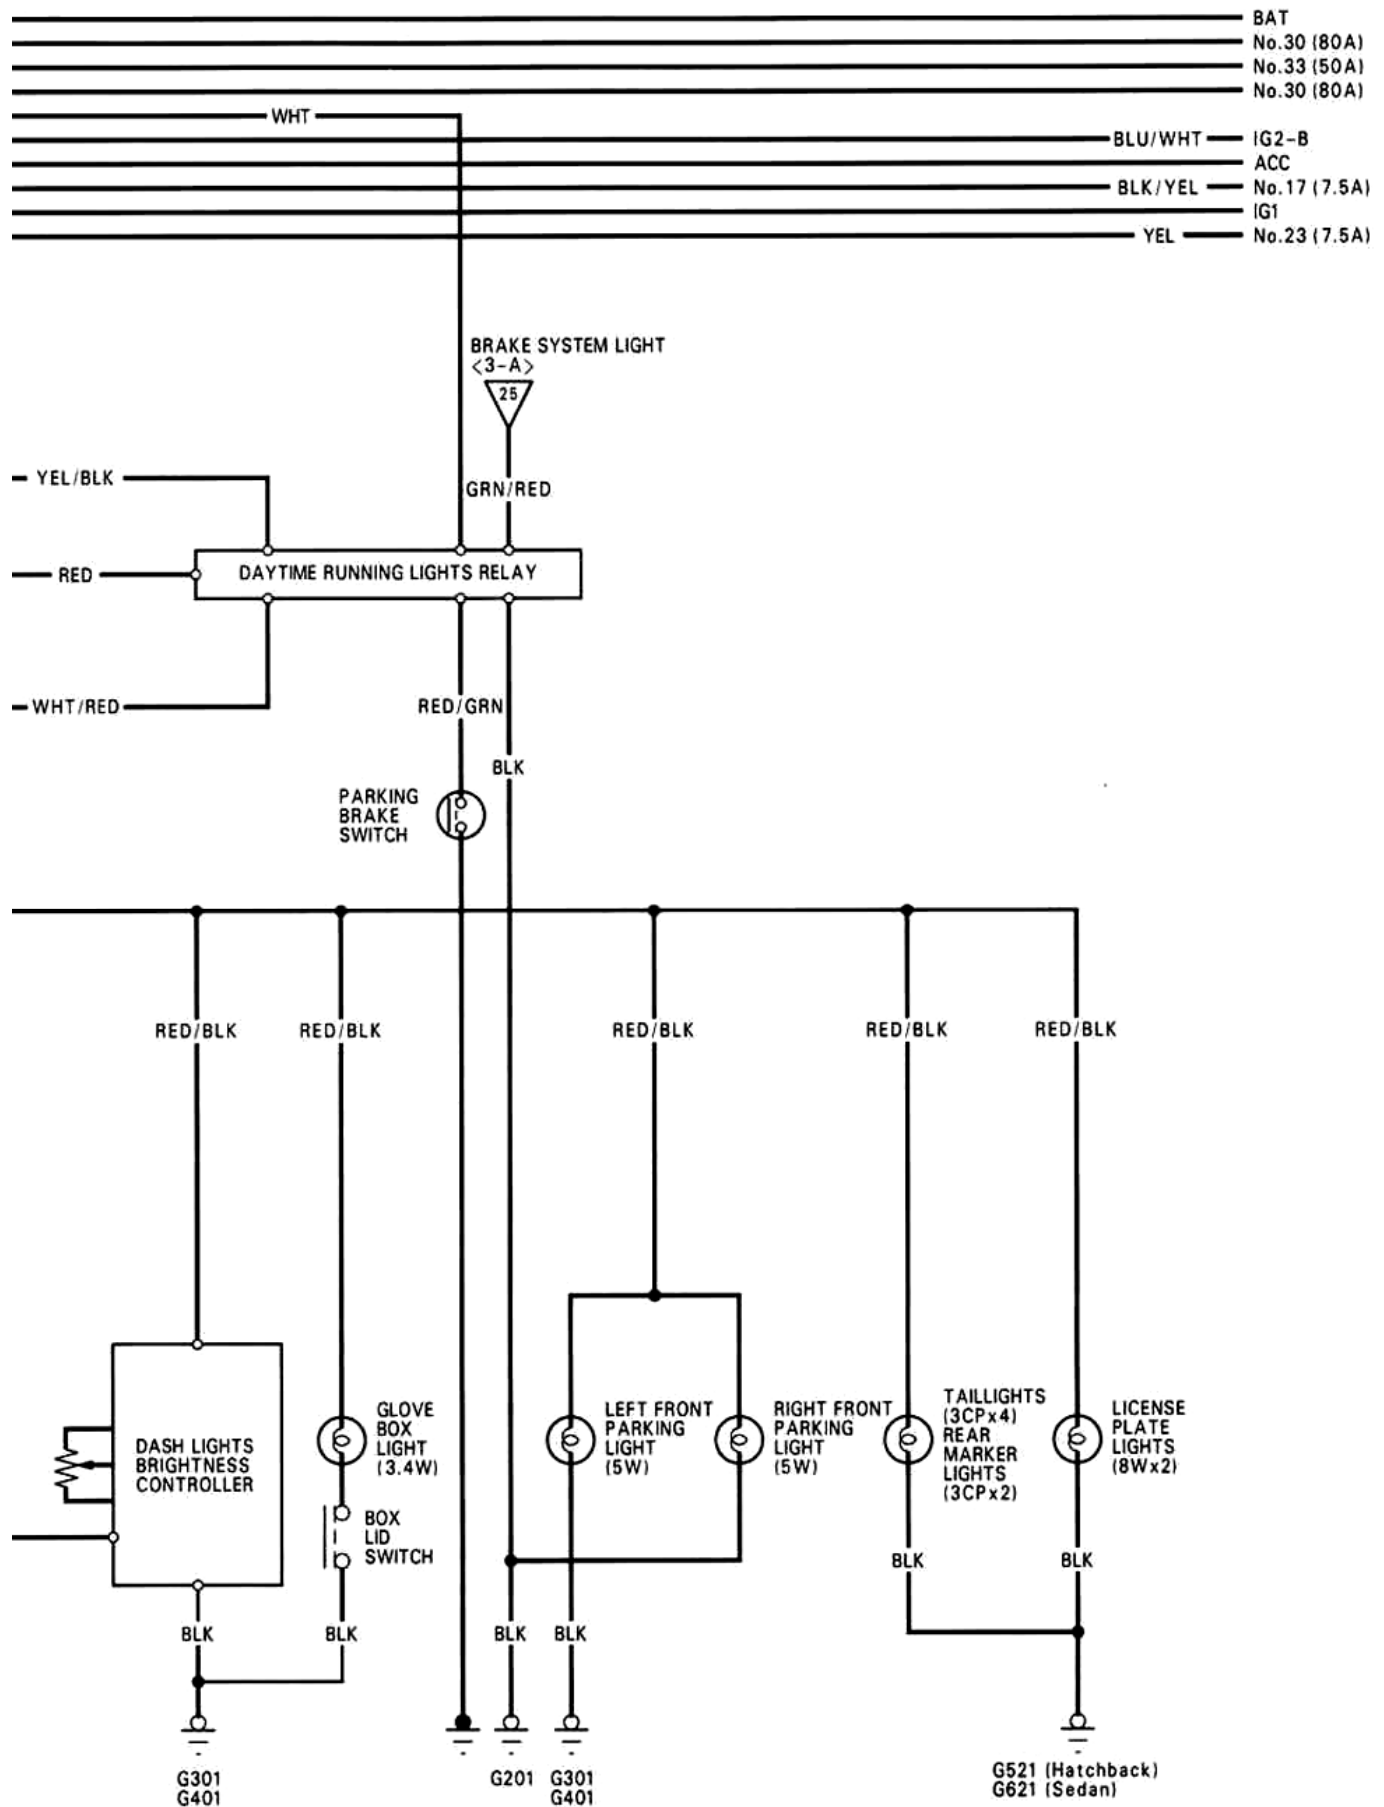 BAT
No.30 (80A)
No.33 (50A)
No.30 (80A)
WHT
BLU/WHT
IG2-B
ACC
BLK/YEL
No.17 (7.5A)
IG1
YEL
No.23 (7.5A)
BRAKE SYSTEM LIGHT
<3-A>
25
YEL/BLK
GRN/RED
RED
DAYTIME RUNNING LIGHTS RELAY
WHT/RED
RED/GRN
BLK
PARKING
BRAKE
SWITCH
RED/BLK
RED/BLK
RED/BLK
RED/BLK
RED/BLK
DASH LIGHTS
BRIGHTNESS
CONTROLLER
GLOVE
BOX
LIGHT
(3.4W)
BOX
LID
SWITCH
LEFT FRONT
PARKING
LIGHT
(5W)
RIGHT FRONT
PARKING
LIGHT
(5W)
TAILLIGHTS
(3CPx4)
REAR
MARKER
LIGHTS
(3CPx2)
LICENSE
PLATE
LIGHTS
(8Wx2)
BLK
BLK
BLK
BLK
BLK
BLK
G301
G401
G201
G301
G401
G521 (Hatchback)
G621 (Sedan)